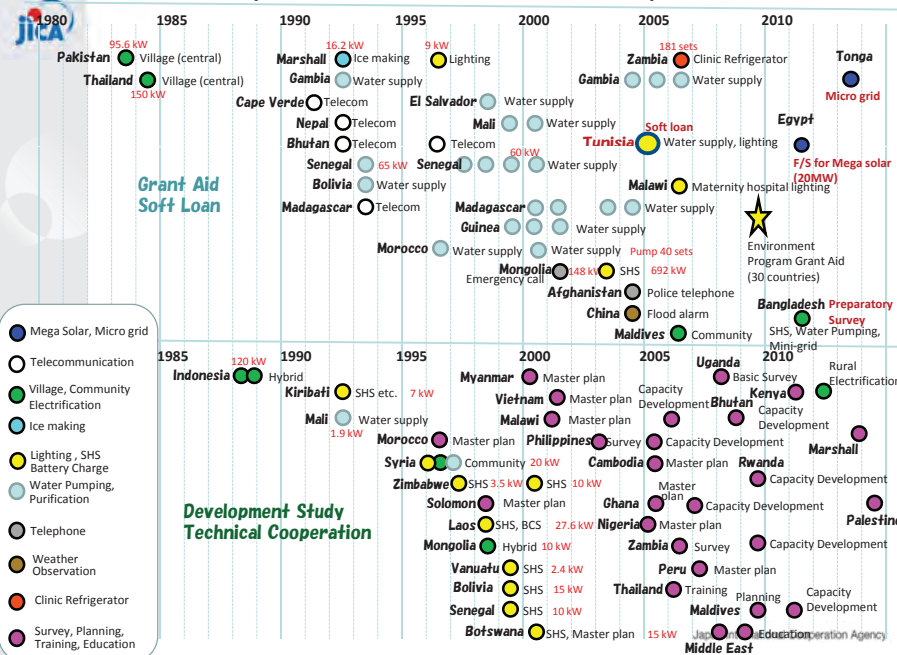 jICA
1980 1985 1990 1995 2000 2005 2010
95.6 kW
Pakistan Village (central)
Thailand Village (central)
150 kW
16.2 kW
Marshall Ice making
9 kW
Lighting
181 sets
Zambia Clinic Refrigerator
Tonga
Micro grid
Gambia Water supply
Gambia Water supply
Cape Verde Telecom
El Salvador Water supply
Nepal Telecom
Mali Water supply
Egypt
F/S for Mega solar
(20MW)
Bhutan Telecom
Telecom
Soft loan
Tunisia Water supply, lighting
Senegal 65 kW
60 kW
Senegal Water supply
Grant Aid
Soft Loan
Bolivia Water supply
Malawi Maternity hospital lighting
Madagascar Telecom
Madagascar Water supply
Guinea Water supply
Environment
Program Grant Aid
(30 countries)
Morocco Water supply Water supply
Pump 40 sets
Mongolia 148 kW SHS 692 kW
Emergency call
Afghanistan Police telephone
China Flood alarm
Bangladesh Preparatory
Survey
SHS, Water Pumping,
Mini-grid
Maldives Community
Mega Solar, Micro grid
Telecommunication
Village, Community
Electrification
Ice making
Lighting , SHS
Battery Charge
Water Pumping,
Purification
Telephone
Weather
Observation
Clinic Refrigerator
Survey, Planning,
Training, Education
1985 1990 1995 2000 2005 2010
120 kW
Indonesia Hybrid
Kiribati SHS etc. 7 kW
Mali Water supply
1.9 kW
Morocco Master plan
Syria Community 20 kW
Zimbabwe SHS 3.5 kW SHS 10 kW
Development Study
Technical Cooperation
Solomon Master plan
Laos SHS, BCS 27.6 kW
Mongolia Hybrid 10 kW
Vanuatu SHS 2.4 kW
Bolivia SHS 15 kW
Senegal SHS 10 kW
Botswana SHS, Master plan 15 kW
Myanmar Master plan
Vietnam Master plan
Malawi Master plan
Capacity
Development
Philippines Survey Capacity Development
Cambodia Master plan
Ghana Master
plan
Nigeria Master plan
Zambia Survey
Peru Master plan
Thailand Training
Uganda
Basic Survey
Kenya
Rural
Electrification
Bhutan Capacity
Development
Marshall
Rwanda
Capacity Development
Capacity Development
Palestine
Capacity Development
Planning
Maldives Capacity
Development
Education
Middle East
Japan International Cooperation Agency